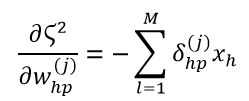 ∂ς²/∂w_{hp}^{(j)} = − ∑_{l=1}^{M} δ_{hp}^{(j)} x_h